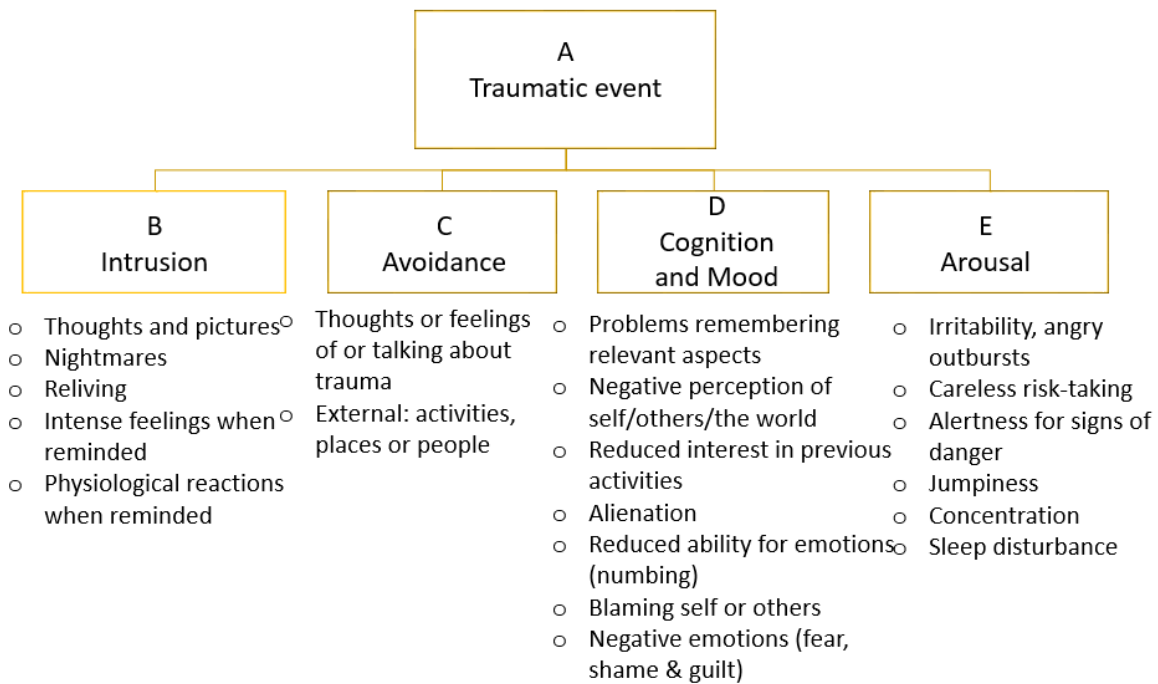 A
Traumatic event
B
Intrusion
C
Avoidance
D
Cognition
and Mood
E
Arousal
o Thoughts and pictures
o Nightmares
o Reliving
o Intense feelings when
reminded
o Physiological reactions
when reminded
o Thoughts or feelings
of or talking about
trauma
o External: activities,
places or people
o Problems remembering
relevant aspects
o Negative perception of
self/others/the world
o Reduced interest in previous
activities
o Alienation
o Reduced ability for emotions
(numbing)
o Blaming self or others
o Negative emotions (fear,
shame & guilt)
o Irritability, angry
outbursts
o Careless risk-taking
o Alertness for signs of
danger
o Jumpiness
o Concentration
o Sleep disturbance